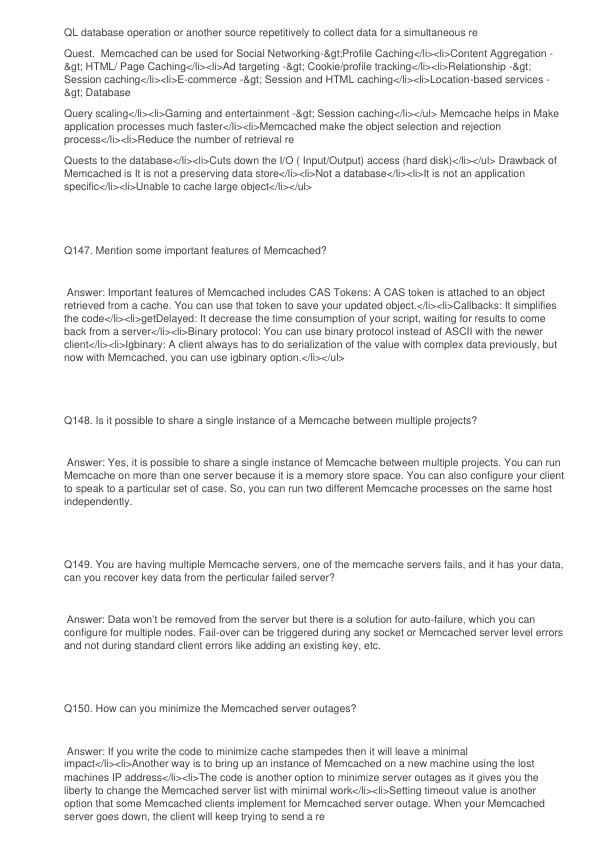 QL database operation or another source repetitively to collect data for a simultaneous re
Quest.  Memcached can be used for Social Networking-&gt;Profile Caching</li><li>Content Aggregation -
&gt; HTML/ Page Caching</li><li>Ad targeting -&gt; Cookie/profile tracking</li><li>Relationship -&gt;
Session caching</li><li>E-commerce -&gt; Session and HTML caching</li><li>Location-based services -
&gt; Database
Query scaling</li><li>Gaming and entertainment -&gt; Session caching</li></ul> Memcache helps in Make
application processes much faster</li><li>Memcached make the object selection and rejection
process</li><li>Reduce the number of retrieval re
Quests to the database</li><li>Cuts down the I/O ( Input/Output) access (hard disk)</li></ul> Drawback of
Memcached is It is not a preserving data store</li><li>Not a database</li><li>It is not an application
specific</li><li>Unable to cache large object</li></ul>
Q147. Mention some important features of Memcached?
Answer: Important features of Memcached includes CAS Tokens: A CAS token is attached to an object
retrieved from a cache. You can use that token to save your updated object.</li><li>Callbacks: It simplifies
the code</li><li>getDelayed: It decrease the time consumption of your script, waiting for results to come
back from a server</li><li>Binary protocol: You can use binary protocol instead of ASCII with the newer
client</li><li>Igbinary: A client always has to do serialization of the value with complex data previously, but
now with Memcached, you can use igbinary option.</li></ul>
Q148. Is it possible to share a single instance of a Memcache between multiple projects?
Answer: Yes, it is possible to share a single instance of Memcache between multiple projects. You can run
Memcache on more than one server because it is a memory store space. You can also configure your client
to speak to a particular set of case. So, you can run two different Memcache processes on the same host
independently.
Q149. You are having multiple Memcache servers, one of the memcache servers fails, and it has your data,
can you recover key data from the perticular failed server?
Answer: Data won't be removed from the server but there is a solution for auto-failure, which you can
configure for multiple nodes. Fail-over can be triggered during any socket or Memcached server level errors
and not during standard client errors like adding an existing key, etc.
Q150. How can you minimize the Memcached server outages?
Answer: If you write the code to minimize cache stampedes then it will leave a minimal
impact</li><li>Another way is to bring up an instance of Memcached on a new machine using the lost
machines IP address</li><li>The code is another option to minimize server outages as it gives you the
liberty to change the Memcached server list with minimal work</li><li>Setting timeout value is another
option that some Memcached clients implement for Memcached server outage. When your Memcached
server goes down, the client will keep trying to send a re